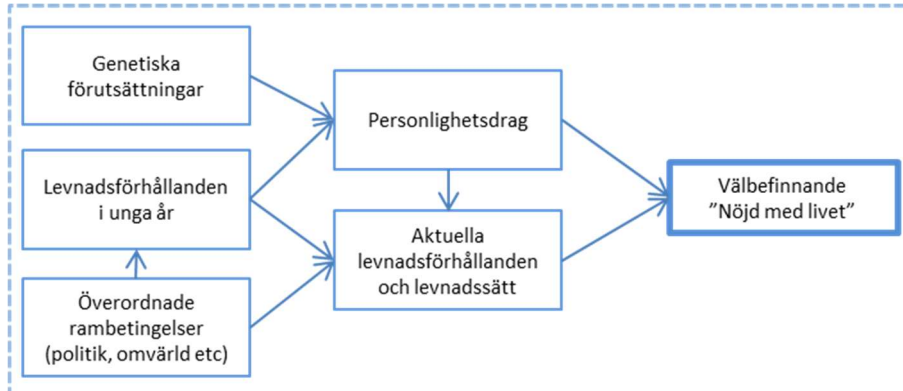 Genetiska
förutsättningar
Personlighetsdrag
Levnadsförhållanden
i unga år
Välbefinnande
”Nöjd med livet”
Aktuella
levnadsförhållanden
och levnadssätt
Överordnade
rambetingelser
(politik, omvärld etc)